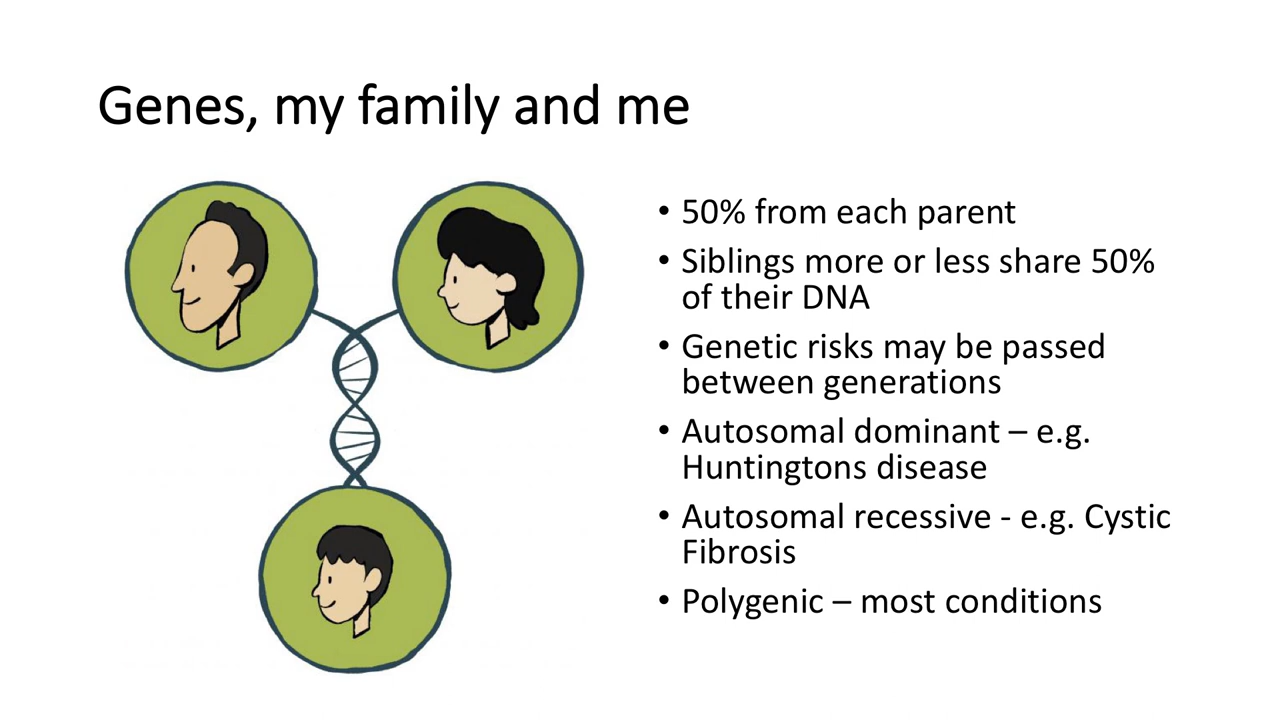 Genes, my family and me
• 50% from each parent
• Siblings more or less share 50%
of their DNA
• Genetic risks may be passed
between generations
• Autosomal dominant – e.g.
Huntingtons disease
• Autosomal recessive - e.g. Cystic
Fibrosis
• Polygenic – most conditions